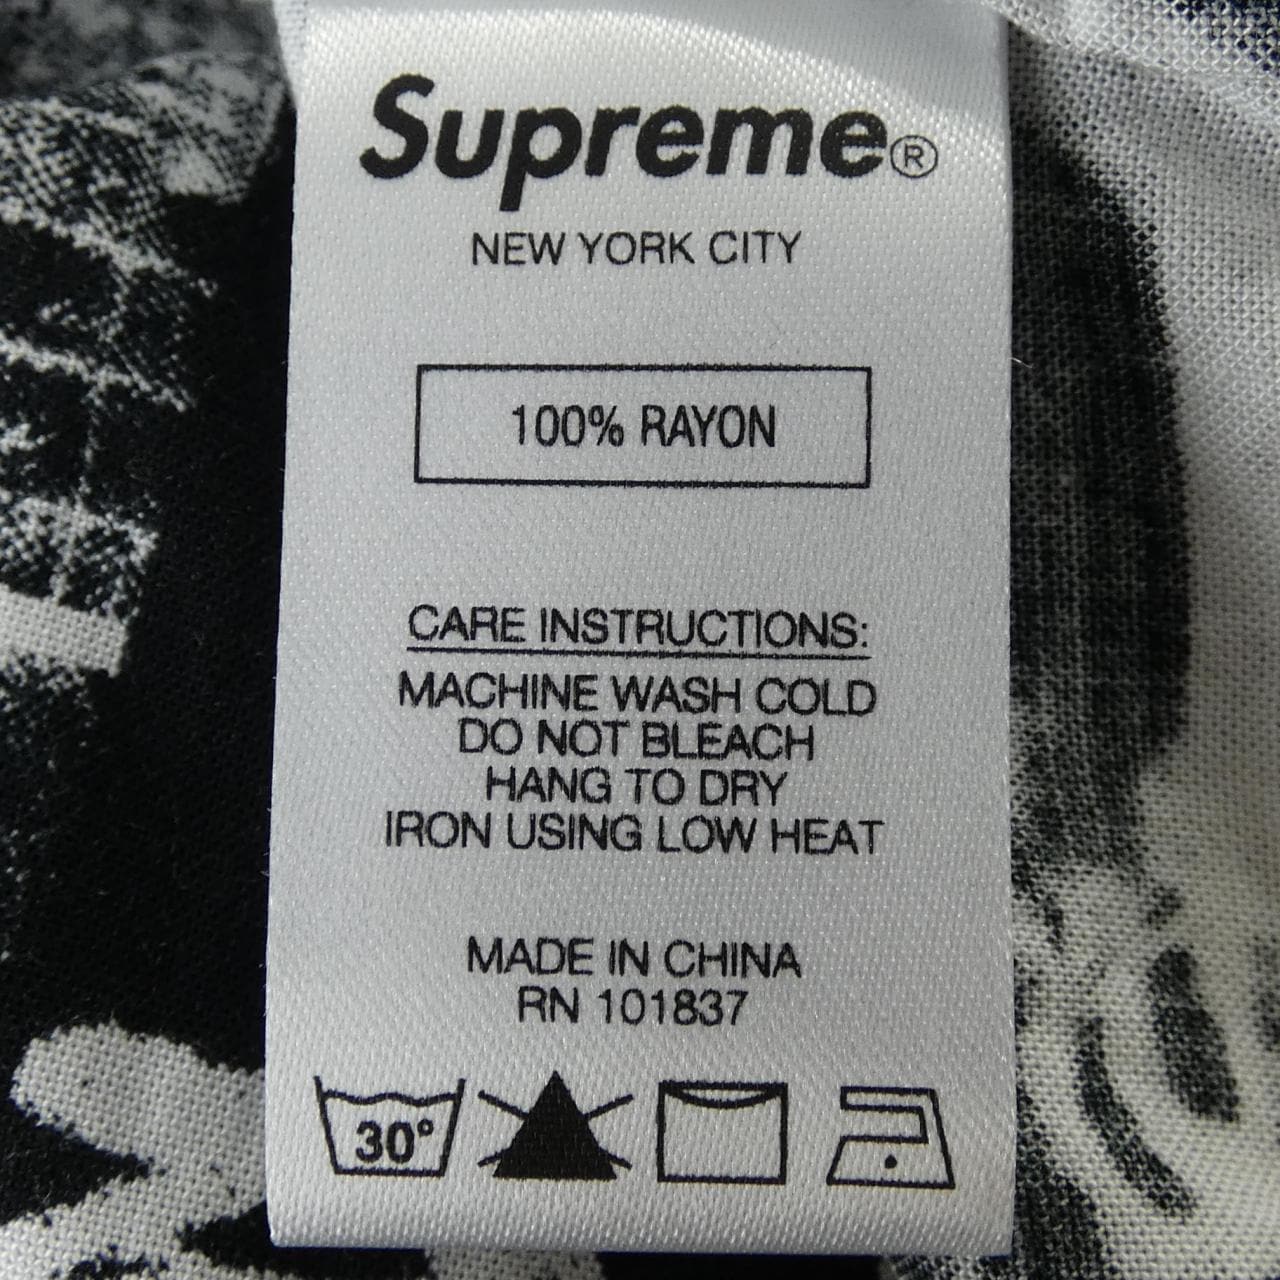 Supreme®
NEW YORK CITY
100% RAYON
CARE INSTRUCTIONS:
MACHINE WASH COLD
DO NOT BLEACH
HANG TO DRY
IRON USING LOW HEAT
MADE IN CHINA
RN 101837
30°